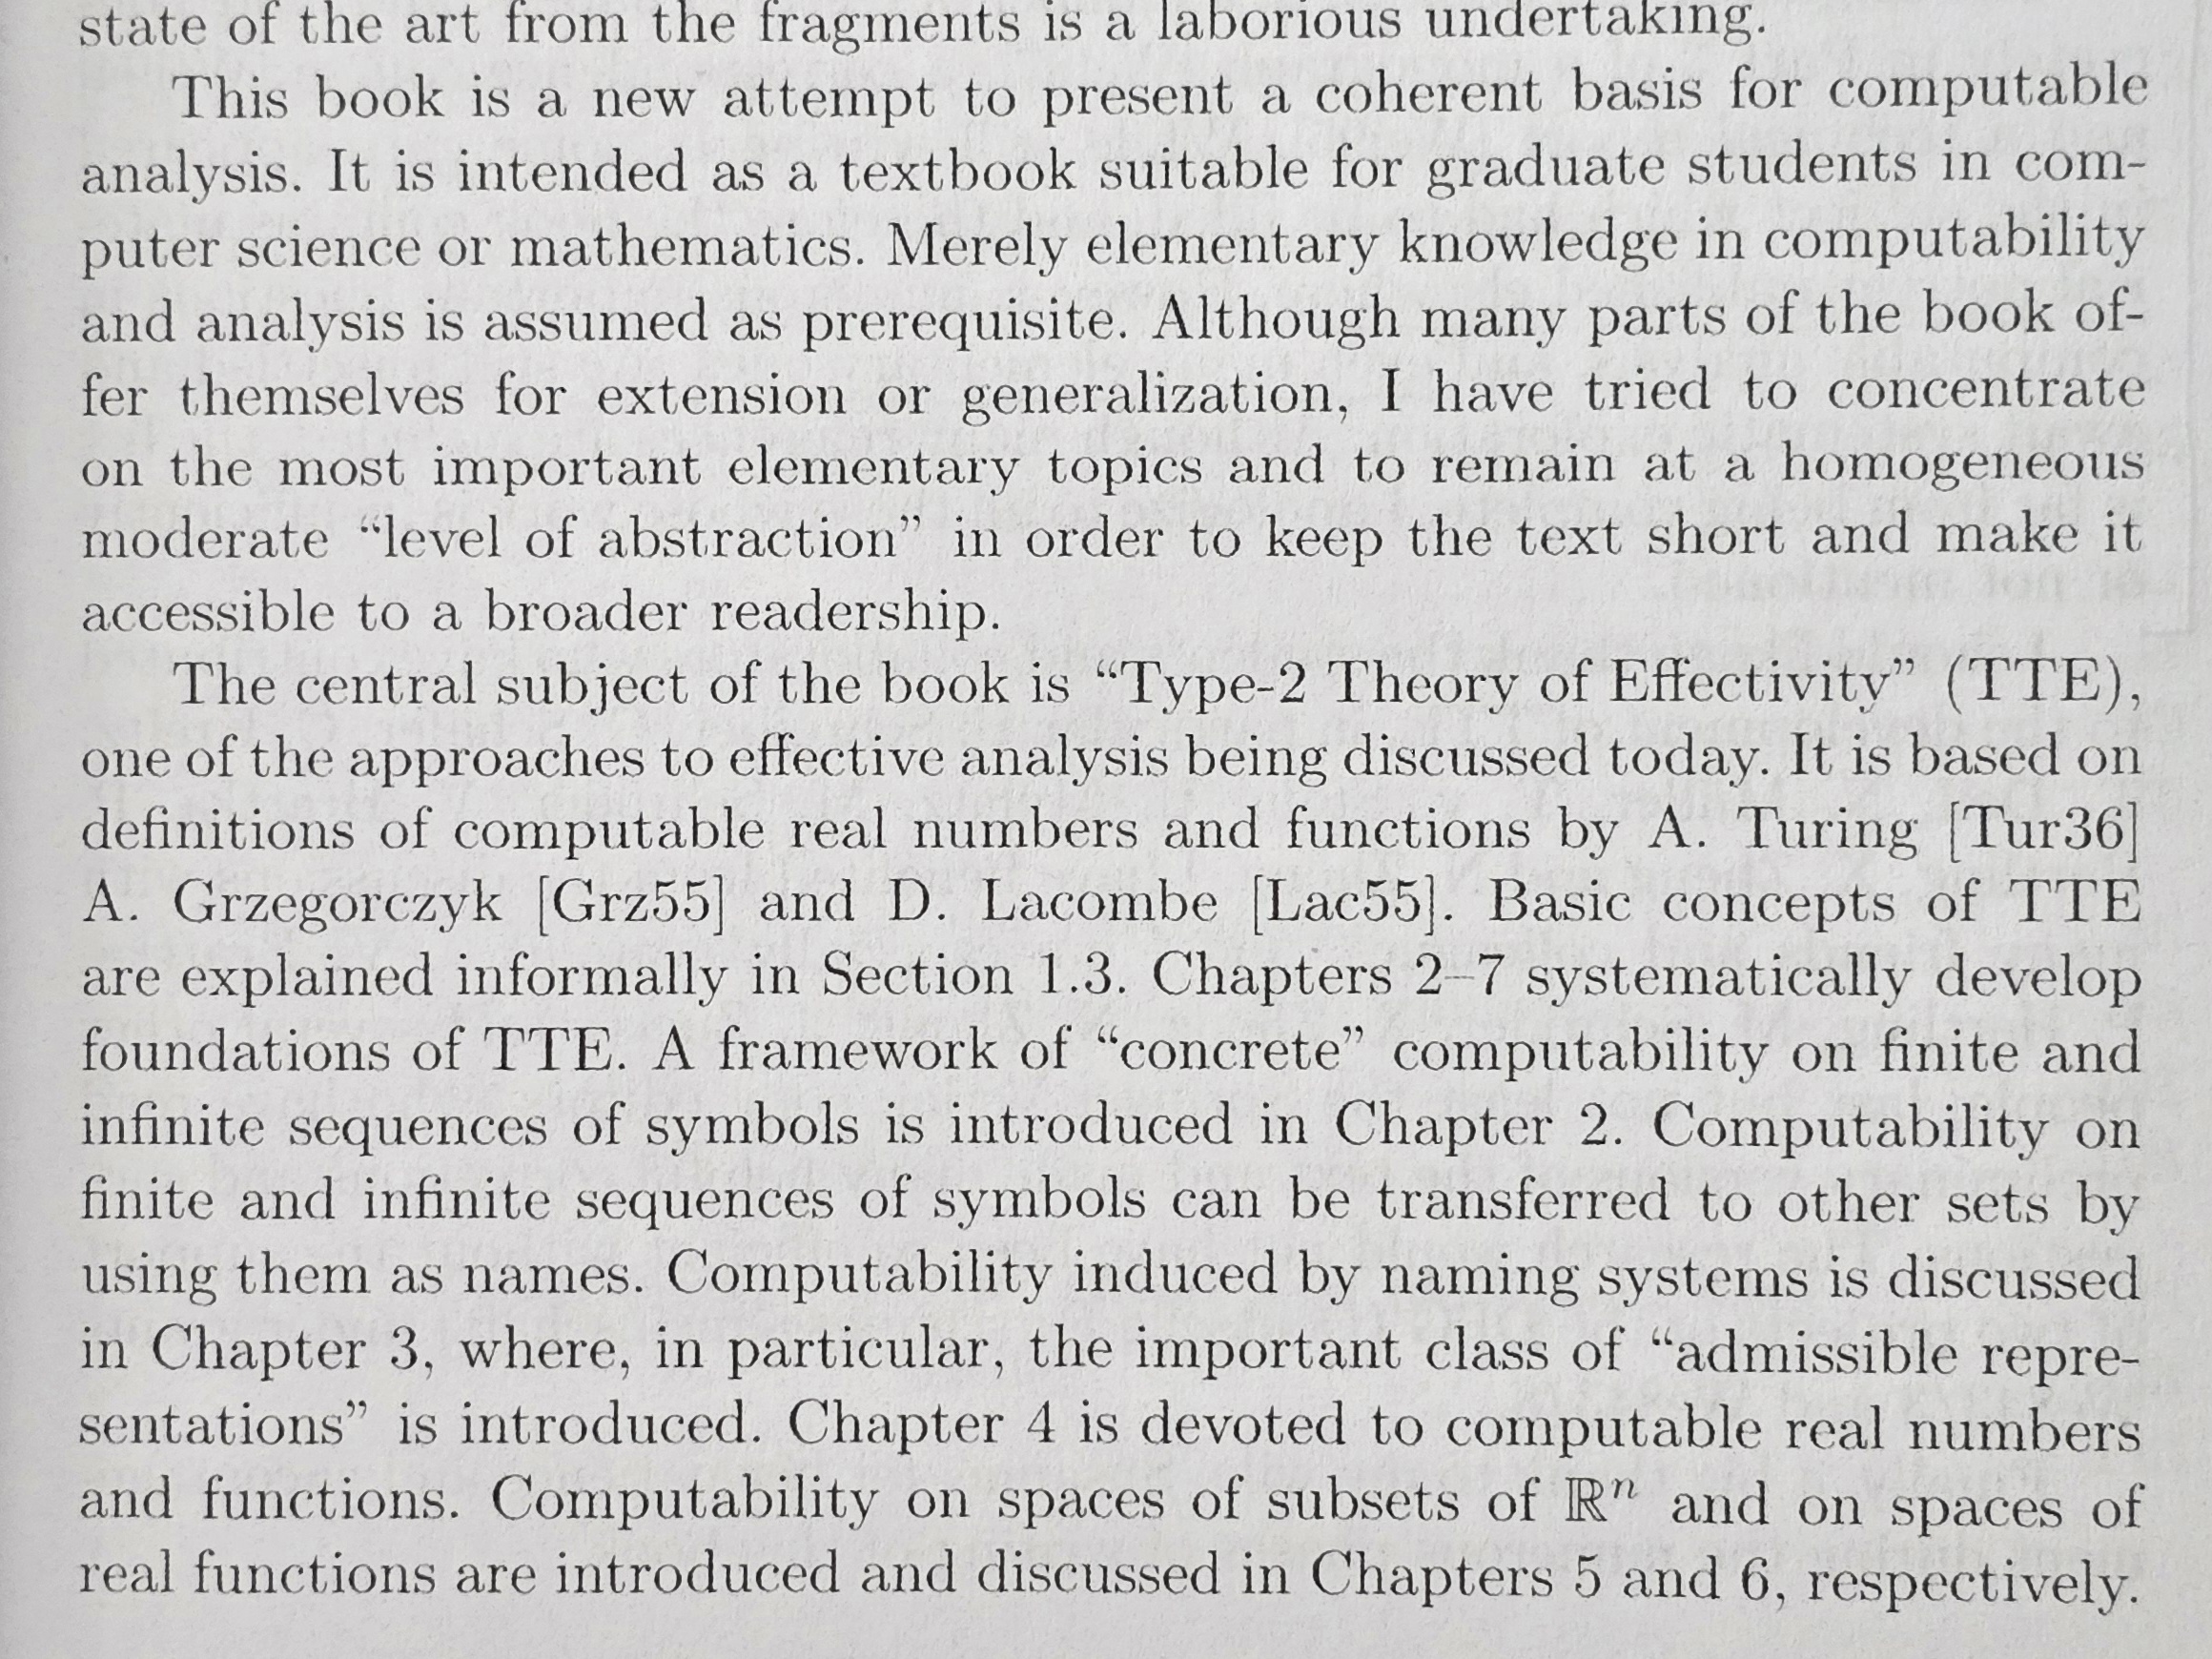 state of the art from the fragments is a laborious undertaking.
This book is a new attempt to present a coherent basis for computable
analysis. It is intended as a textbook suitable for graduate students in com-
puter science or mathematics. Merely elementary knowledge in computability
and analysis is assumed as prerequisite. Although many parts of the book of-
fer themselves for extension or generalization, I have tried to concentrate
on the most important elementary topics and to remain at a homogeneous
moderate “level of abstraction” in order to keep the text short and make it
accessible to a broader readership.
The central subject of the book is “Type-2 Theory of Effectivity” (TTE),
one of the approaches to effective analysis being discussed today. It is based on
definitions of computable real numbers and functions by A. Turing [Tur36]
A. Grzegorczyk [Grz55] and D. Lacombe [Lac55]. Basic concepts of TTE
are explained informally in Section 1.3. Chapters 2–7 systematically develop
foundations of TTE. A framework of “concrete” computability on finite and
infinite sequences of symbols is introduced in Chapter 2. Computability on
finite and infinite sequences of symbols can be transferred to other sets by
using them as names. Computability induced by naming systems is discussed
in Chapter 3, where, in particular, the important class of “admissible repre-
sentations” is introduced. Chapter 4 is devoted to computable real numbers
and functions. Computability on spaces of subsets of ℝⁿ and on spaces of
real functions are introduced and discussed in Chapters 5 and 6, respectively.